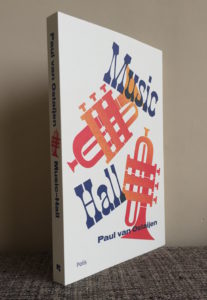 Paul van Ostaijen Music-Hall
Music
Hall
Paul van Ostaijen
Polis